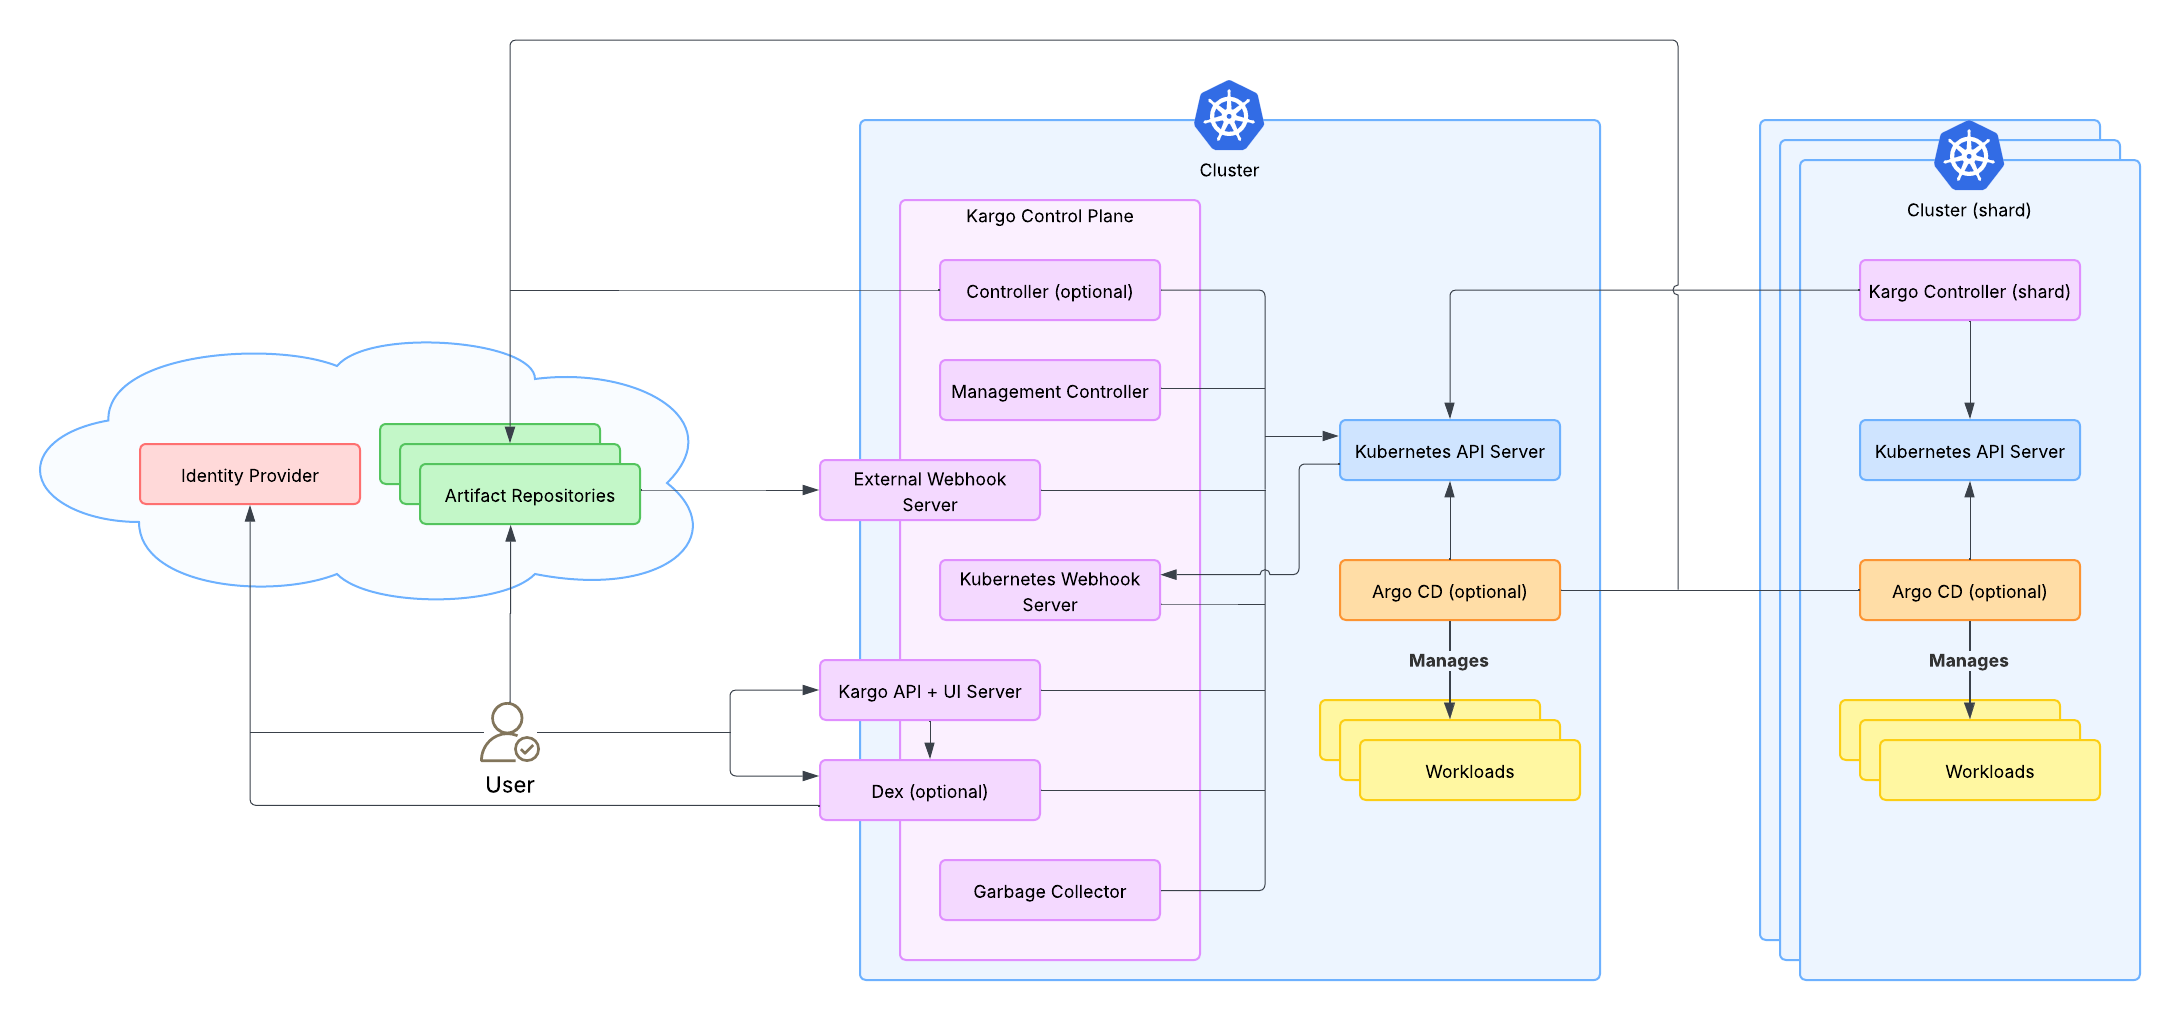 Cluster
Kargo Control Plane
Controller (optional)
Management Controller
External Webhook
Server
Kubernetes Webhook
Server
Kargo API + UI Server
Dex (optional)
Garbage Collector
Identity Provider
Artifact Repositories
User
Kubernetes API Server
Argo CD (optional)
Manages
Workloads
Cluster (shard)
Kargo Controller (shard)
Kubernetes API Server
Argo CD (optional)
Manages
Workloads